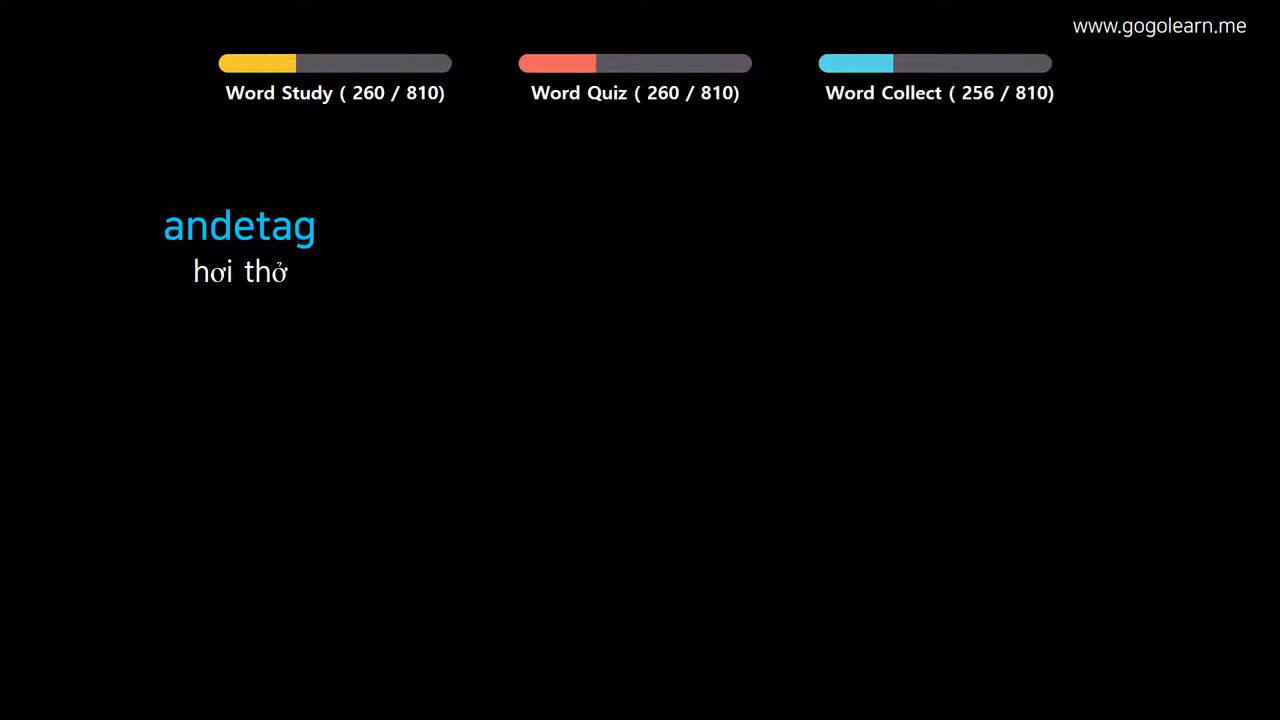 www.gogolearn.me
Word Study ( 260 / 810)
Word Quiz ( 260 / 810)
Word Collect ( 256 / 810)
andetag
hơi thở